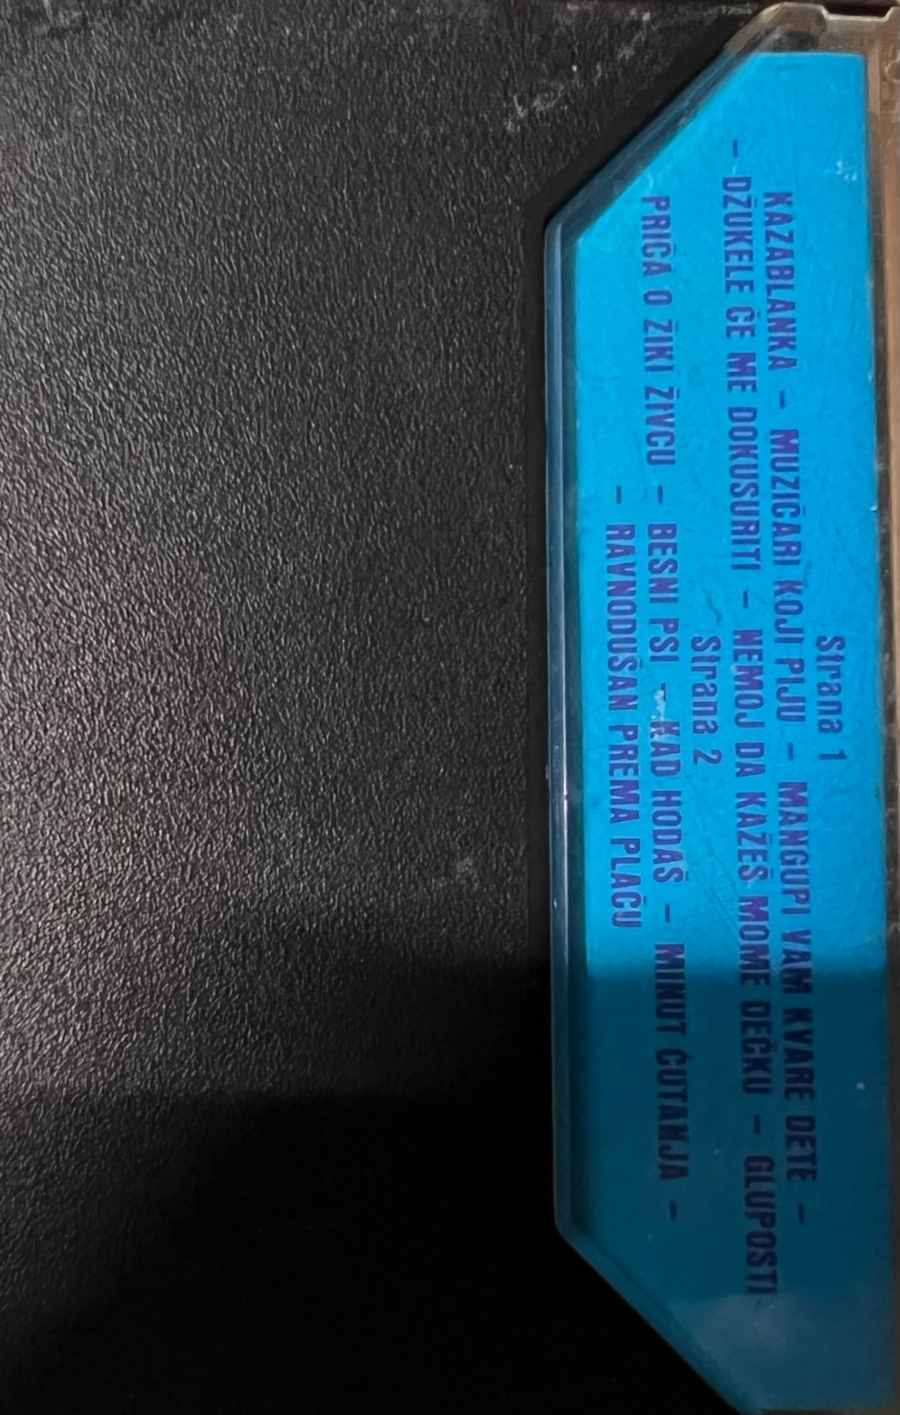 Strana 1
KAZABLANKA – MUZIČARI KOJI PIJU – MANGUPI VAM KVARE DETE –
– DŽUKELE ĆE ME DOKUSURITI – NEMOJ DA KAŽEŠ MOME DEČKU – GLUPOSTI
Strana 2
PRIČA O ŽIKI ŽIVCU – BESNI PSI – KAD HODAŠ – MINUT ĆUTANJA –
– RAVNODUŠAN PREMA PLAČU